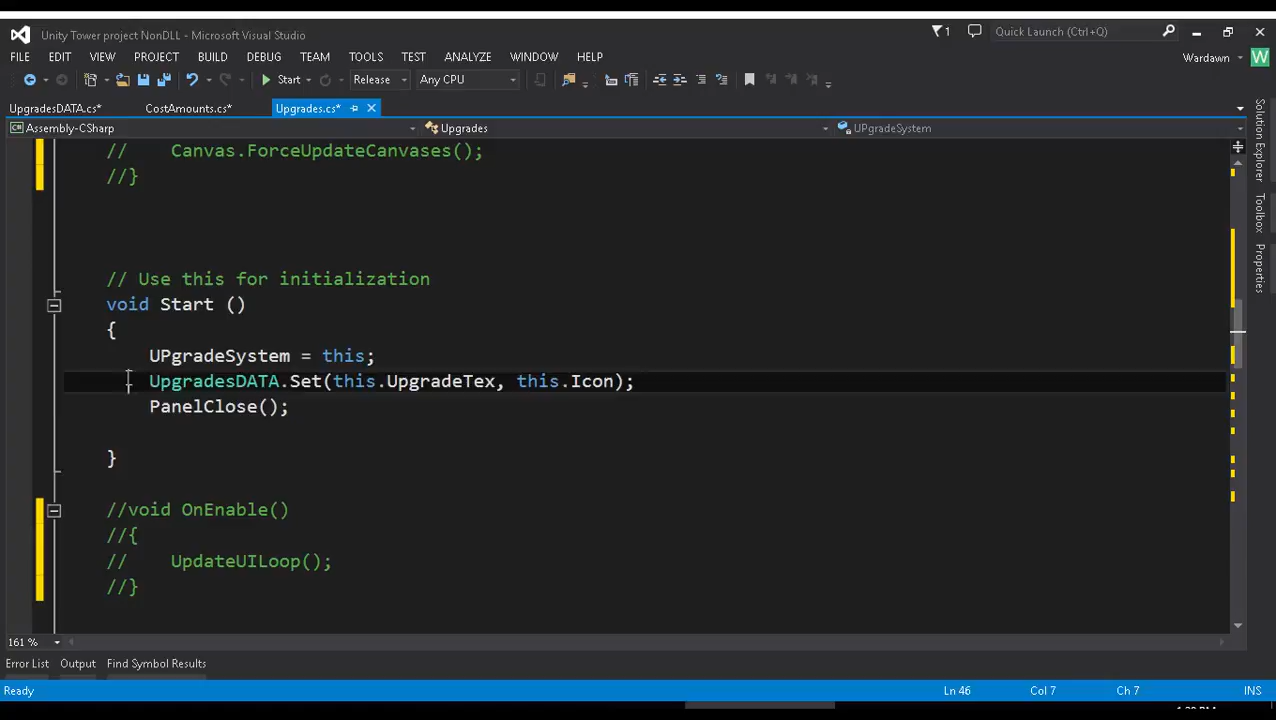 Unity Tower project NonDLL - Microsoft Visual Studio
1
Quick Launch (Ctrl+Q)
FILE EDIT VIEW PROJECT BUILD DEBUG TEAM TOOLS TEST ANALYZE WINDOW HELP
Wardawn W
Start Release Any CPU
UpgradesDATA.cs* CostAmounts.cs* Upgrades.cs*
Assembly-CSharp Upgrades UPgradeSystem
//    Canvas.ForceUpdateCanvases();
//}
// Use this for initialization
void Start ()
{
UPgradeSystem = this;
UpgradesDATA.Set(this.UpgradeTex, this.Icon);
PanelClose();
}
//void OnEnable()
//{
//    UpdateUILoop();
//}
161 %
Error List Output Find Symbol Results
Ready Ln 46 Col 7 Ch 7 INS
Solution Explorer
Toolbox
Properties